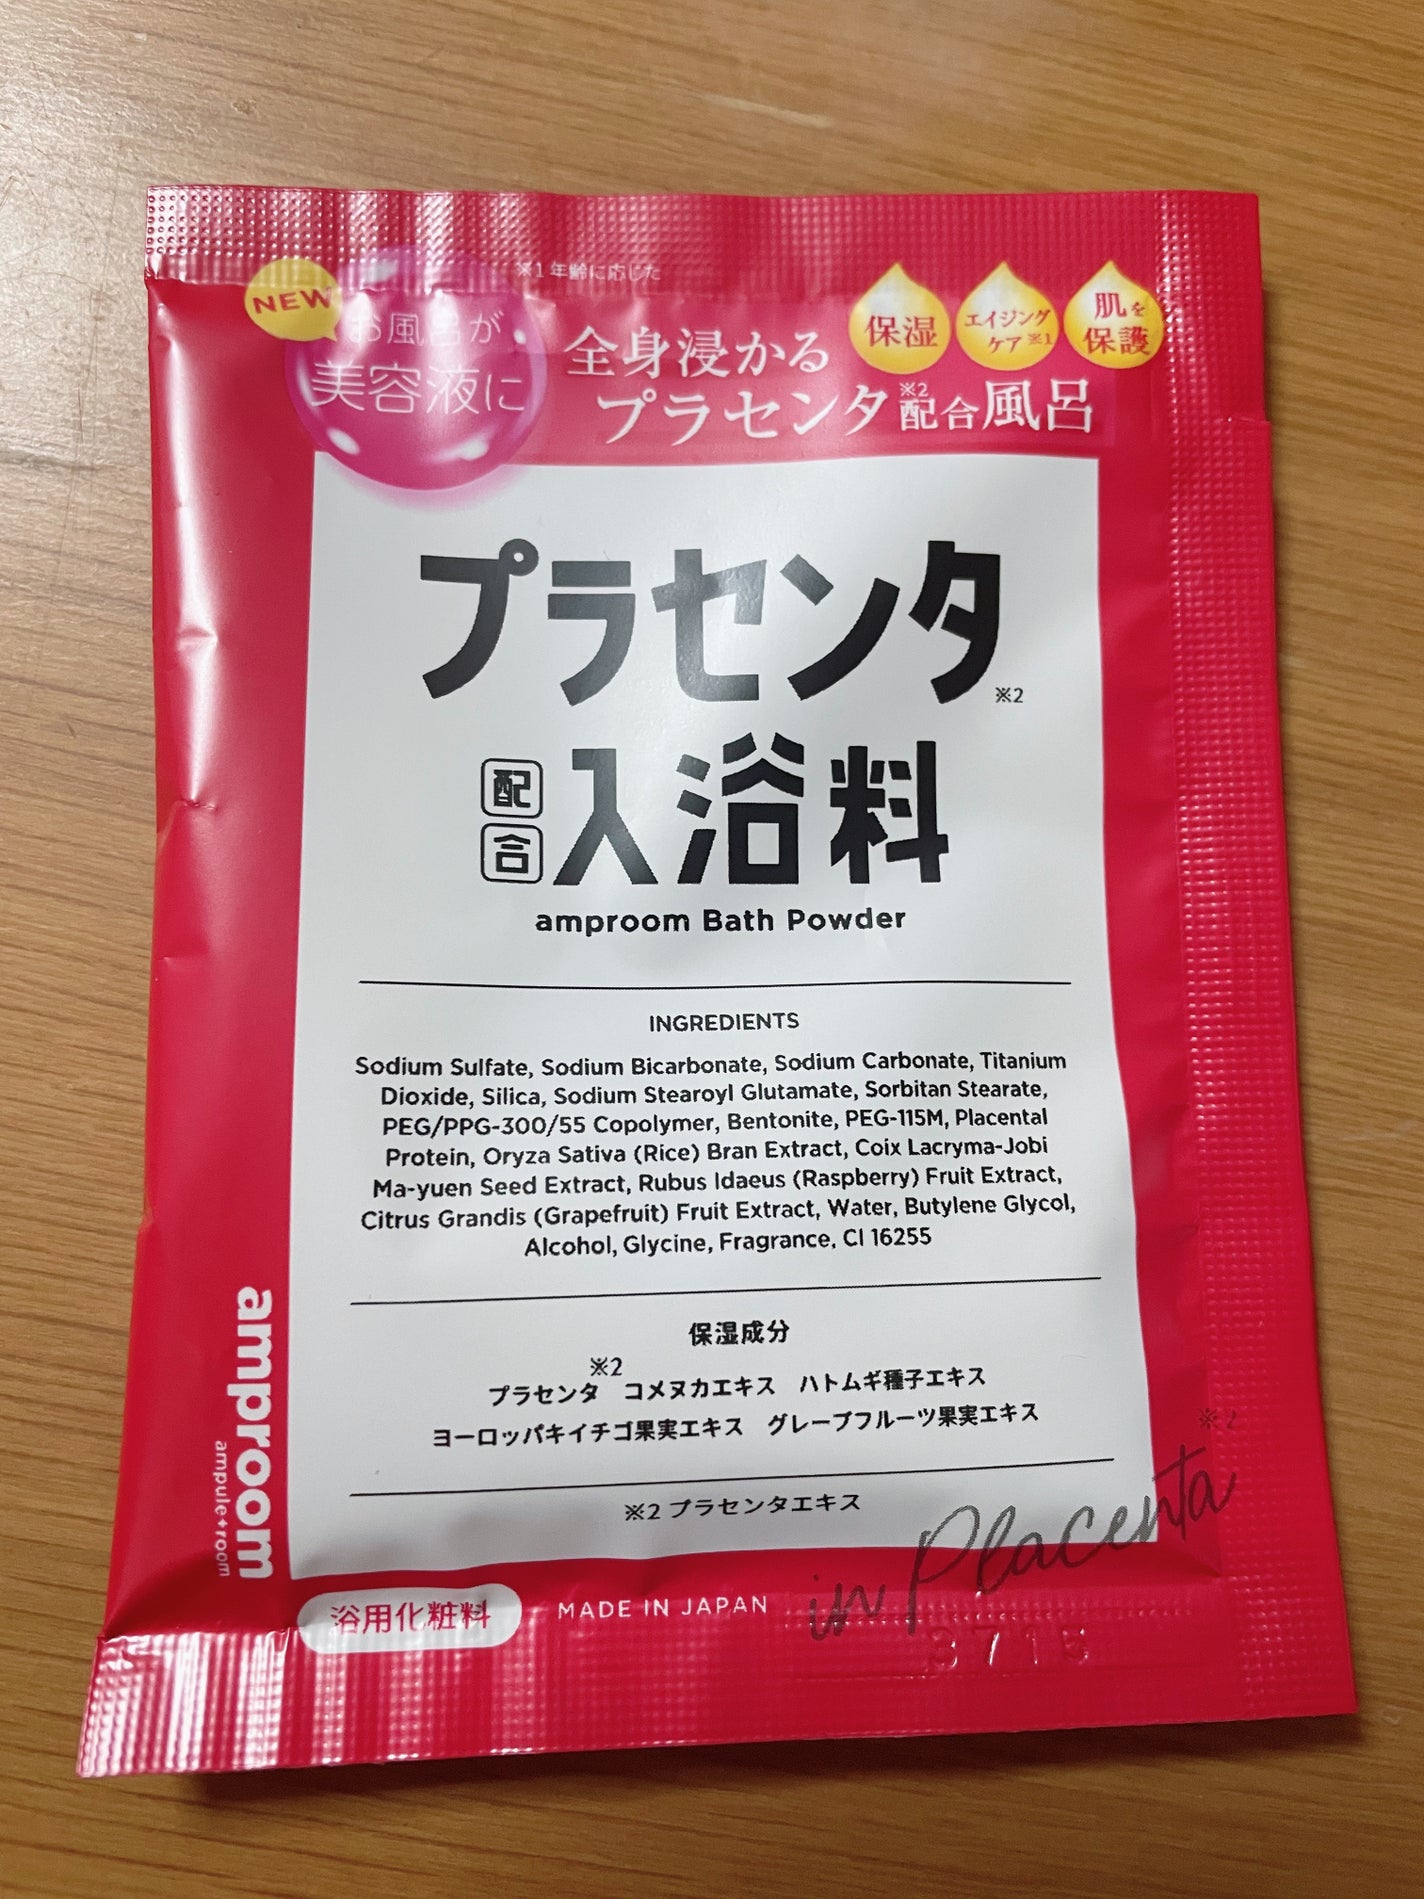 ※1 年齢に応じた
NEW
お風呂が
美容液に
全身浸かる
プラセンタ※2配合風呂
保湿
エイジング
ケア※1
肌を
保護
プラセンタ※2
配合入浴料
amproom Bath Powder
INGREDIENTS
Sodium Sulfate, Sodium Bicarbonate, Sodium Carbonate, Titanium
Dioxide, Silica, Sodium Stearoyl Glutamate, Sorbitan Stearate,
PEG/PPG-300/55 Copolymer, Bentonite, PEG-115M, Placental
Protein, Oryza Sativa (Rice) Bran Extract, Coix Lacryma-Jobi
Ma-yuen Seed Extract, Rubus Idaeus (Raspberry) Fruit Extract,
Citrus Grandis (Grapefruit) Fruit Extract, Water, Butylene Glycol,
Alcohol, Glycine, Fragrance, CI 16255
保湿成分
プラセンタ※2 コメヌカエキス ハトムギ種子エキス
ヨーロッパキイチゴ果実エキス グレープフルーツ果実エキス
※2 プラセンタエキス
in Placenta※2
amproom
ampule+room
浴用化粧料
MADE IN JAPAN